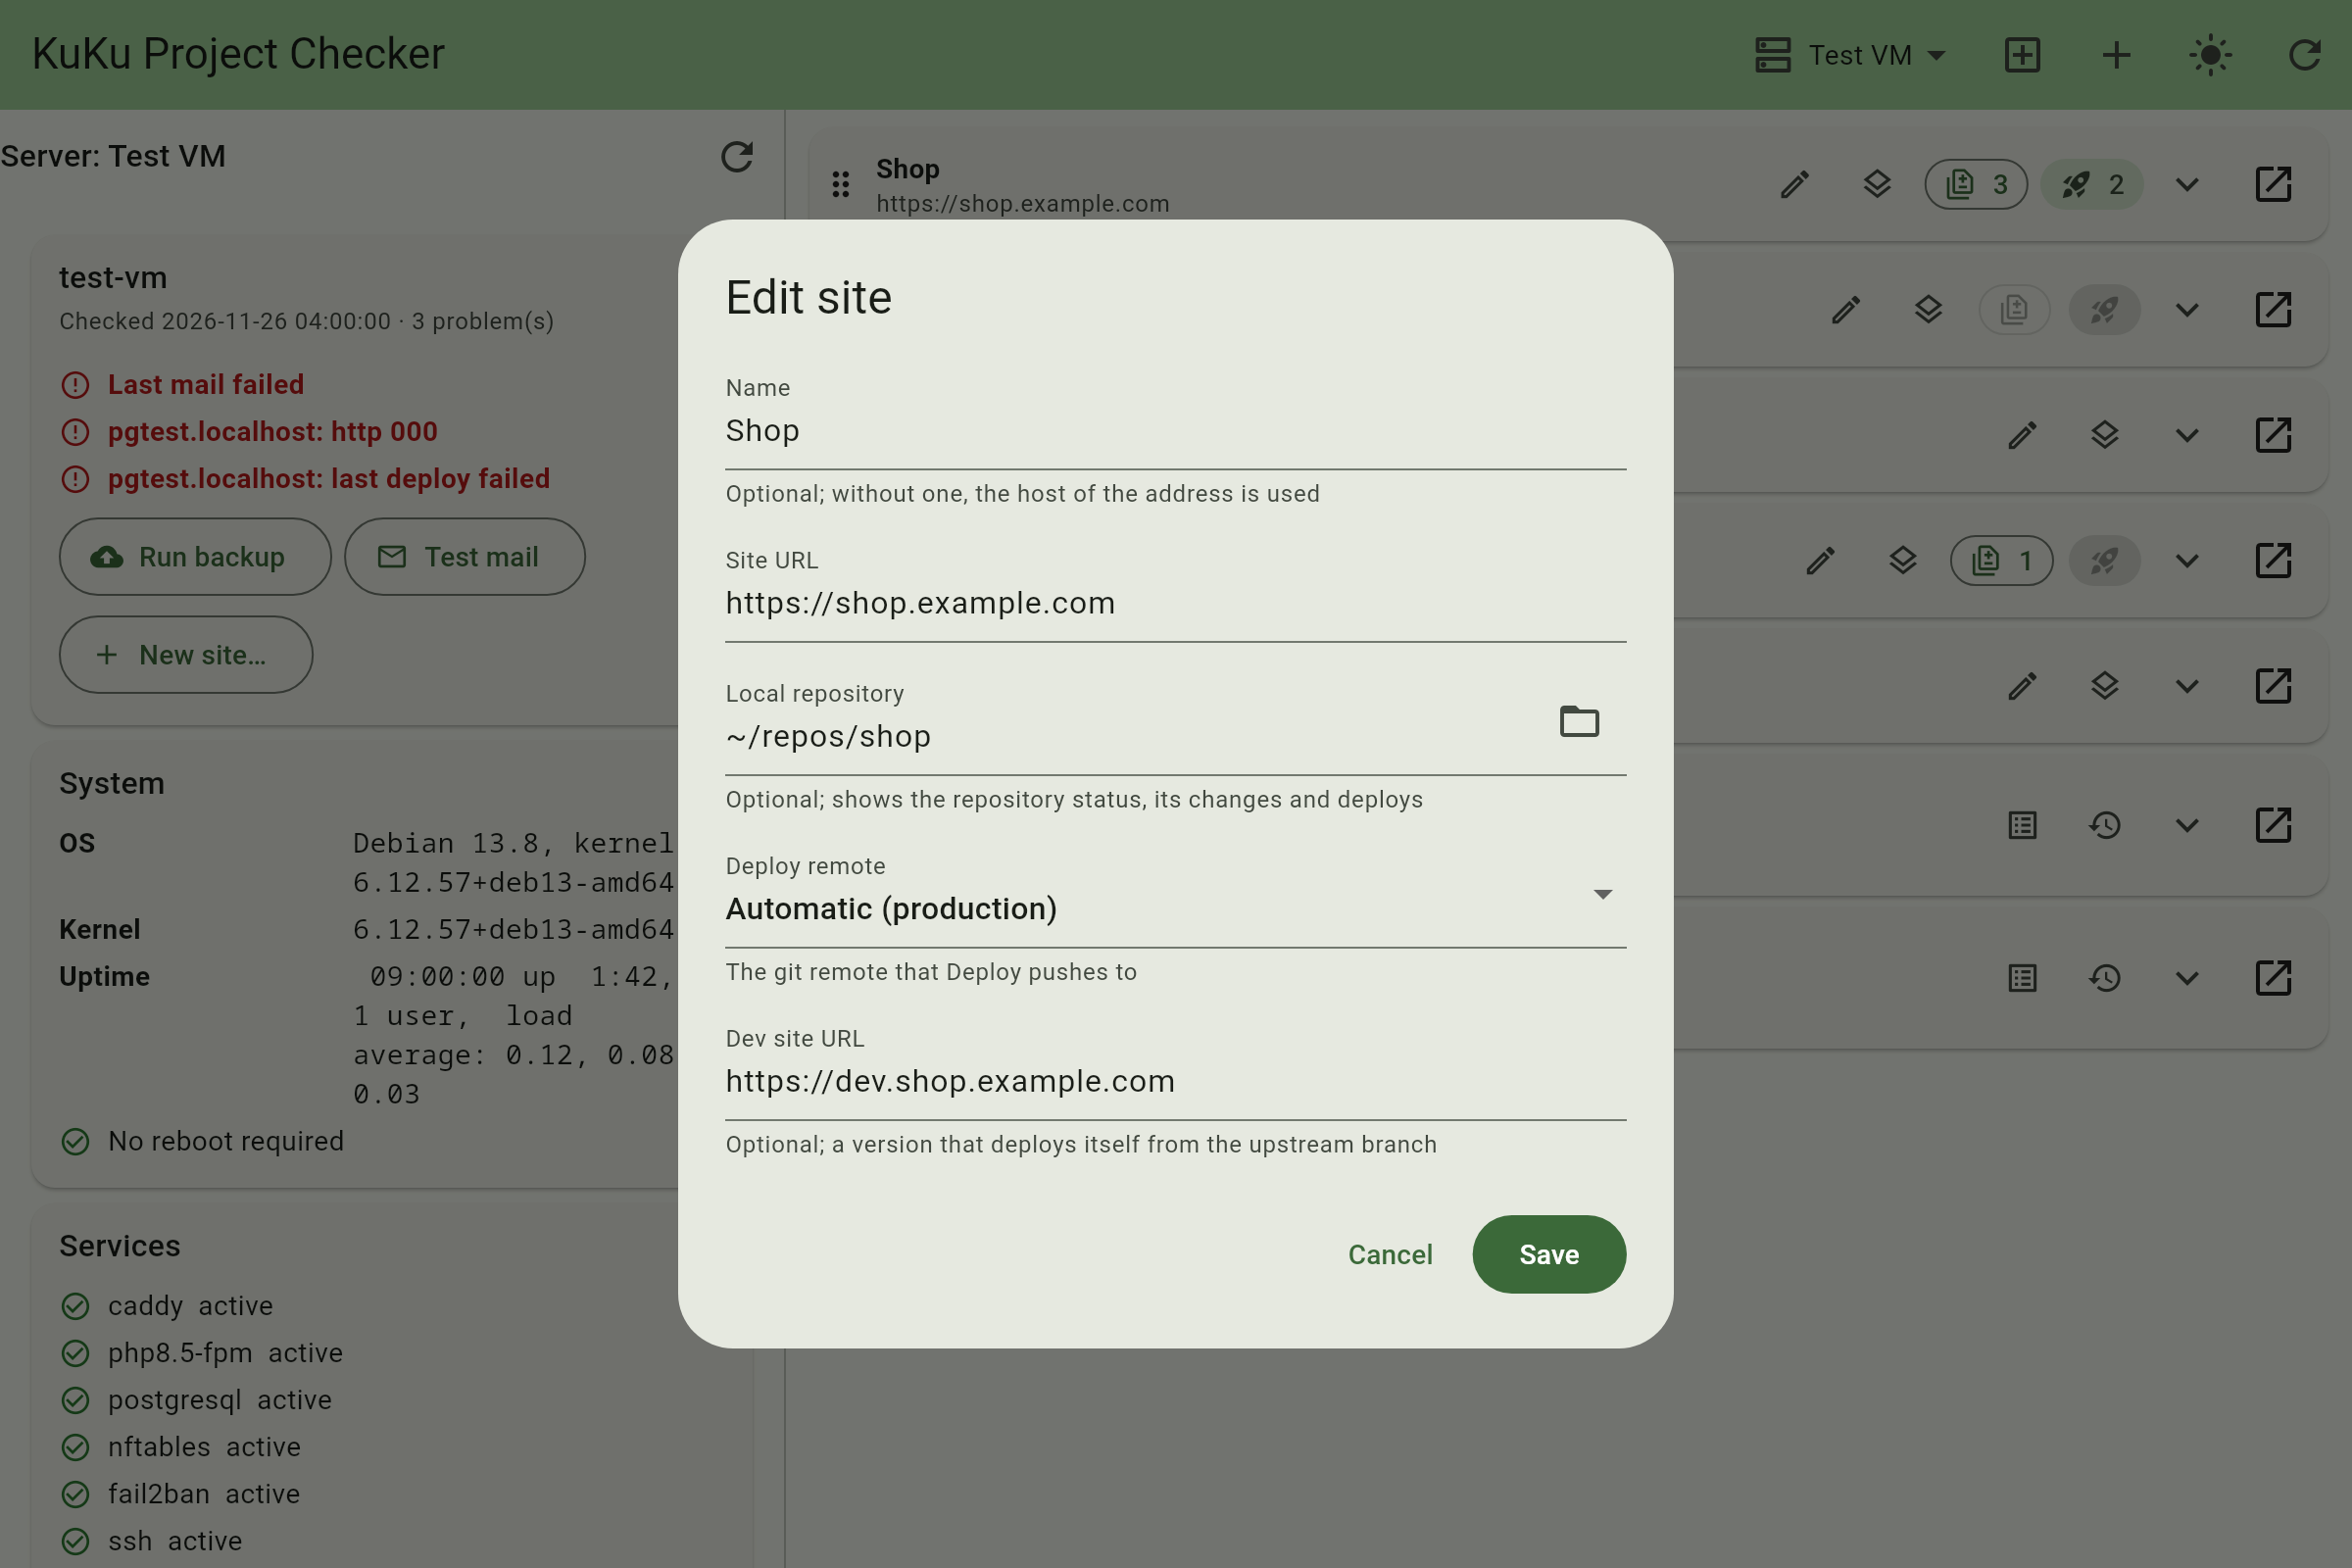 KuKu Project Checker
Test VM
Server: Test VM
test-vm
Checked 2026-11-26 04:00:00 · 3 problem(s)
Last mail failed
pgtest.localhost: http 000
pgtest.localhost: last deploy failed
Run backup
Test mail
New site…
System
OS
Debian 13.8, kernel
6.12.57+deb13-amd64
Kernel
6.12.57+deb13-amd64
Uptime
09:00:00 up  1:42,
1 user,  load
average: 0.12, 0.08
0.03
No reboot required
Services
caddy active
php8.5-fpm active
postgresql active
nftables active
fail2ban active
ssh active
Shop
https://shop.example.com
3
2
1
Edit site
Name
Shop
Optional; without one, the host of the address is used
Site URL
https://shop.example.com
Local repository
~/repos/shop
Optional; shows the repository status, its changes and deploys
Deploy remote
Automatic (production)
The git remote that Deploy pushes to
Dev site URL
https://dev.shop.example.com
Optional; a version that deploys itself from the upstream branch
Cancel
Save